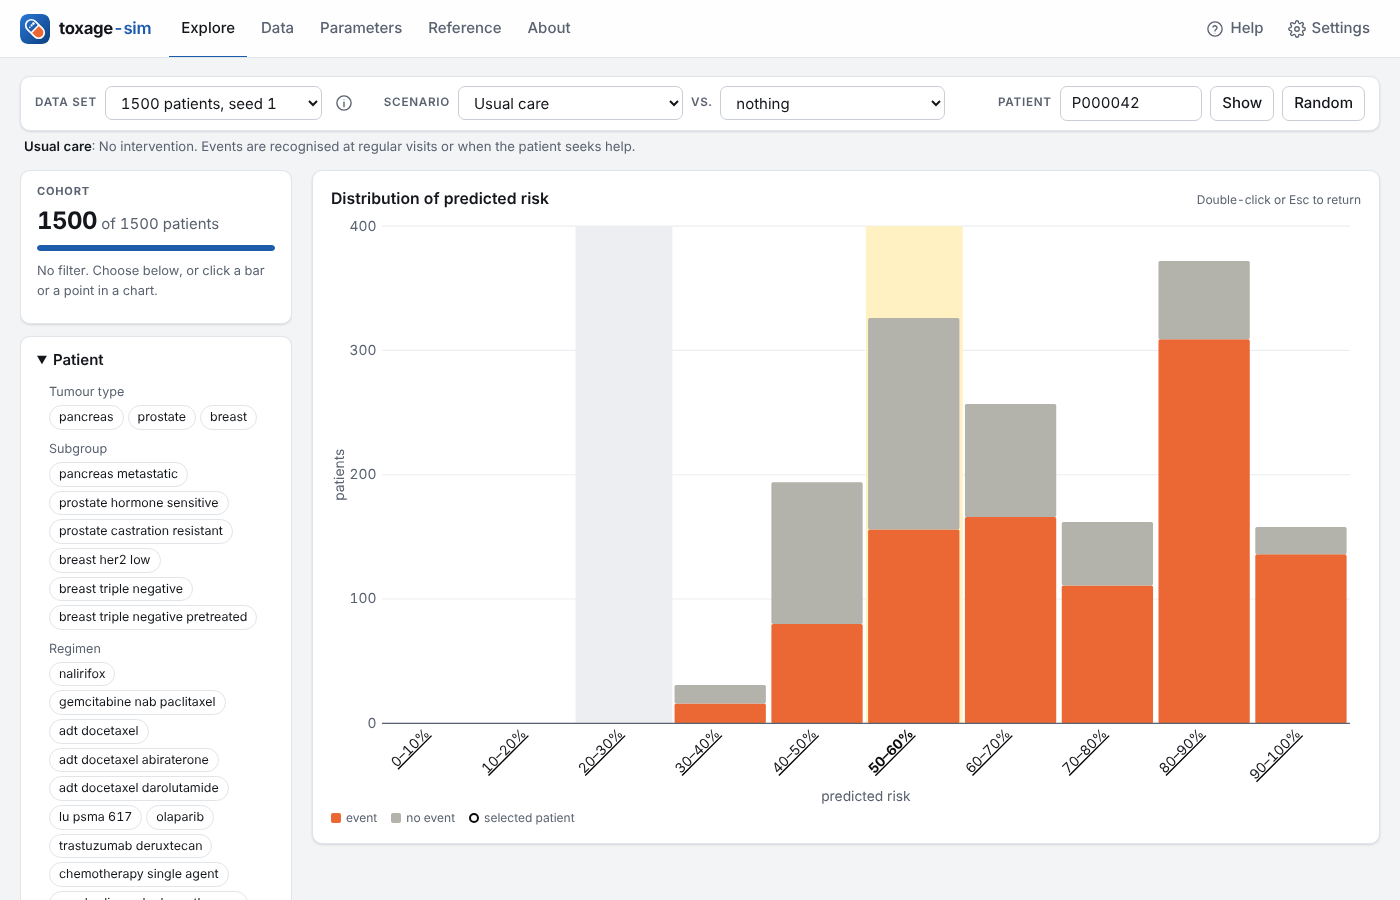 toxage-sim Explore Data Parameters Reference About Help Settings
DATA SET 1500 patients, seed 1 SCENARIO Usual care VS. nothing PATIENT P000042 Show Random
Usual care: No intervention. Events are recognised at regular visits or when the patient seeks help.
COHORT
1500 of 1500 patients
No filter. Choose below, or click a bar
or a point in a chart.
Patient
Tumour type
pancreas prostate breast
Subgroup
pancreas metastatic
prostate hormone sensitive
prostate castration resistant
breast her2 low
breast triple negative
breast triple negative pretreated
Regimen
nalirifox
gemcitabine nab paclitaxel
adt docetaxel
adt docetaxel abiraterone
adt docetaxel darolutamide
lu psma 617 olaparib
trastuzumab deruxtecan
chemotherapy single agent
Distribution of predicted risk
Double-click or Esc to return
400
300
200
100
0
patients
0–10% 10–20% 20–30% 30–40% 40–50% 50–60% 60–70% 70–80% 80–90% 90–100%
predicted risk
event no event selected patient